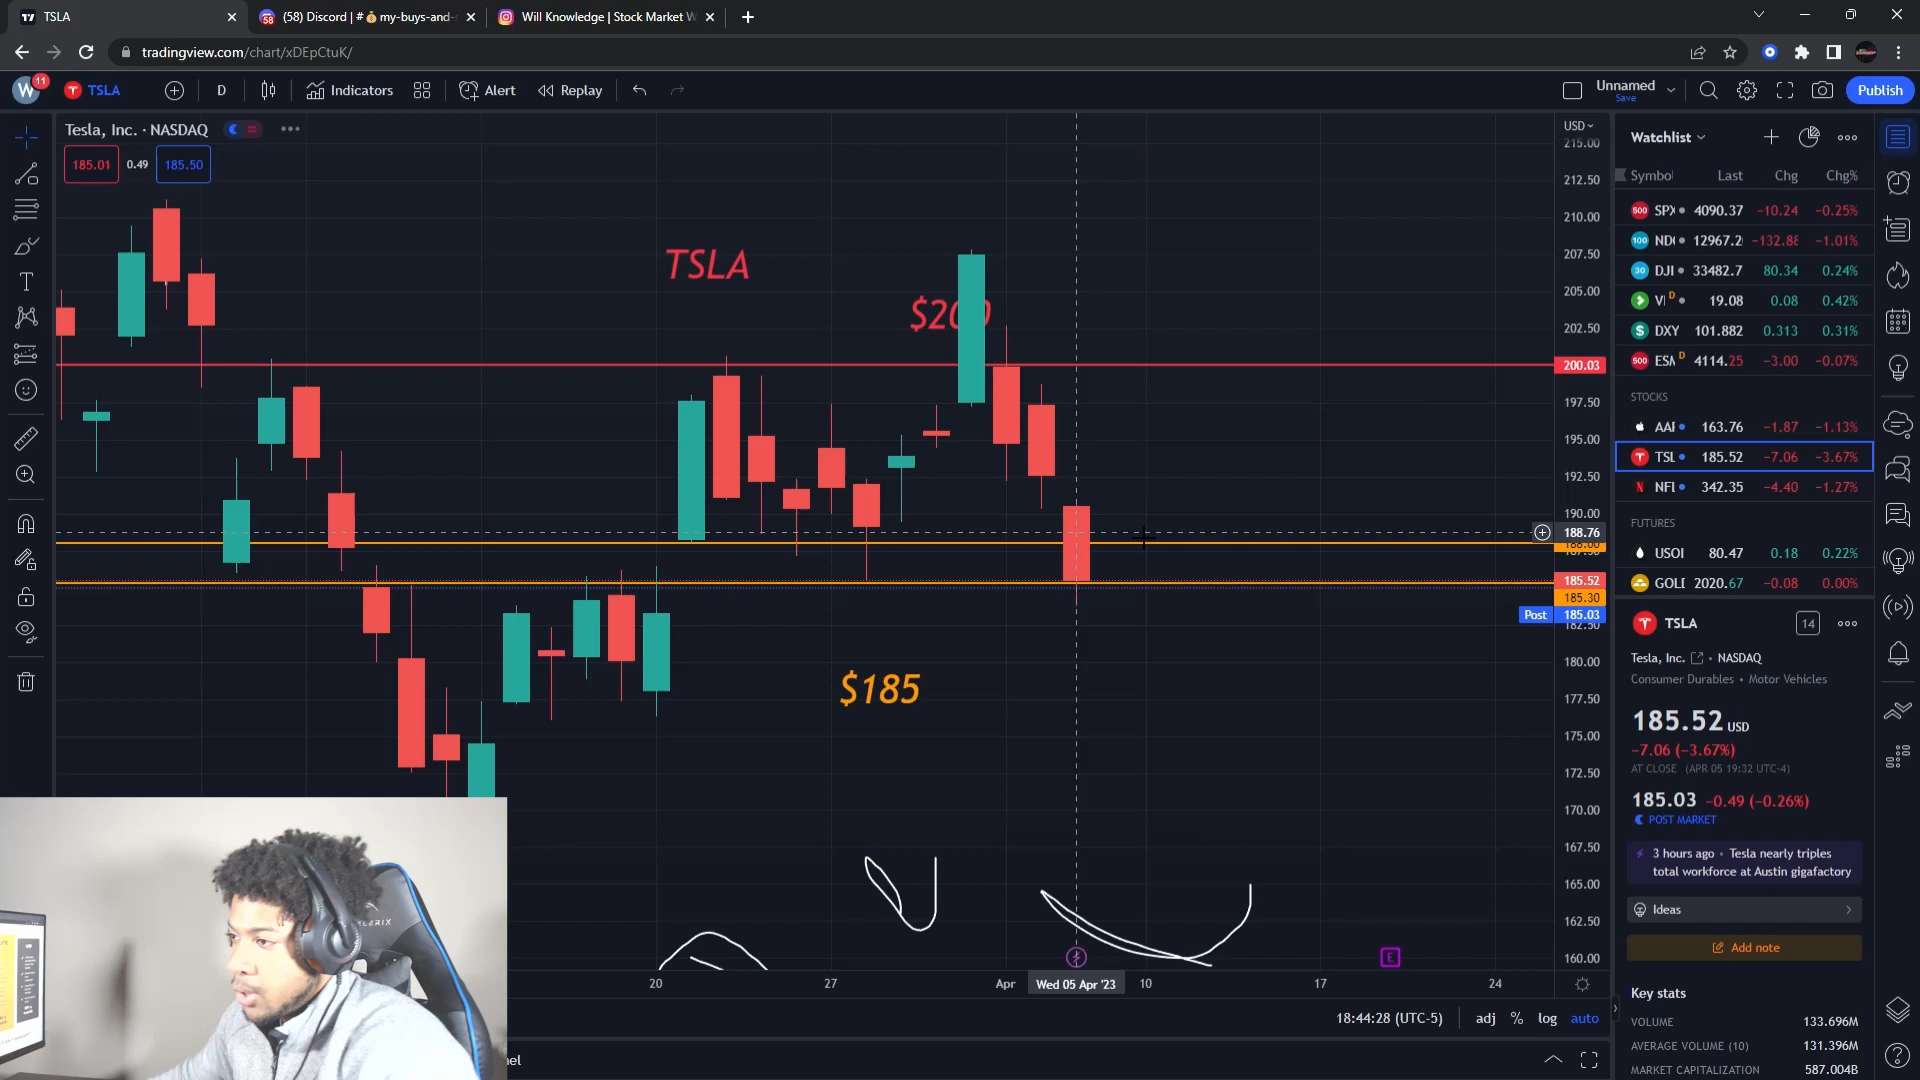 TSLA
(58) Discord | #💰my-buys-and-
Will Knowledge | Stock Market W
tradingview.com/chart/xDEpCtuK/
W 11 TSLA D Indicators Alert Replay
Unnamed
Save
Publish
Tesla, Inc. · NASDAQ
185.01 0.49 185.50
TSLA
$200
$185
USD
215.00
212.50
210.00
207.50
205.00
202.50
200.03
197.50
195.00
192.50
190.00
188.76
185.52
185.30
Post 185.03
182.50
180.00
177.50
175.00
172.50
170.00
167.50
165.00
162.50
160.00
20 27 Apr Wed 05 Apr '23 10 17 24
E
18:44:28 (UTC-5) adj % log auto
nel
Watchlist
Symbol Last Chg Chg%
500 SPX 4090.37 −10.24 −0.25%
100 ND 12967.2 −132.88 −1.01%
30 DJI 33482.7 80.34 0.24%
VI D 19.08 0.08 0.42%
$ DXY 101.882 0.313 0.31%
500 ESM D 4114.25 −3.00 −0.07%
STOCKS
AAF 163.76 −1.87 −1.13%
TSL 185.52 −7.06 −3.67%
N NFL 342.35 −4.40 −1.27%
FUTURES
USOI 80.47 0.18 0.22%
GOLD 2020.67 −0.08 0.00%
TSLA 14
Tesla, Inc. • NASDAQ
Consumer Durables • Motor Vehicles
185.52 USD
−7.06 (−3.67%)
AT CLOSE (APR 05 19:32 UTC-4)
185.03 −0.49 (−0.26%)
POST MARKET
3 hours ago • Tesla nearly triples
total workforce at Austin gigafactory
Ideas
Add note
Key stats
VOLUME 133.696M
AVERAGE VOLUME (10) 131.396M
MARKET CAPITALIZATION 587.004B